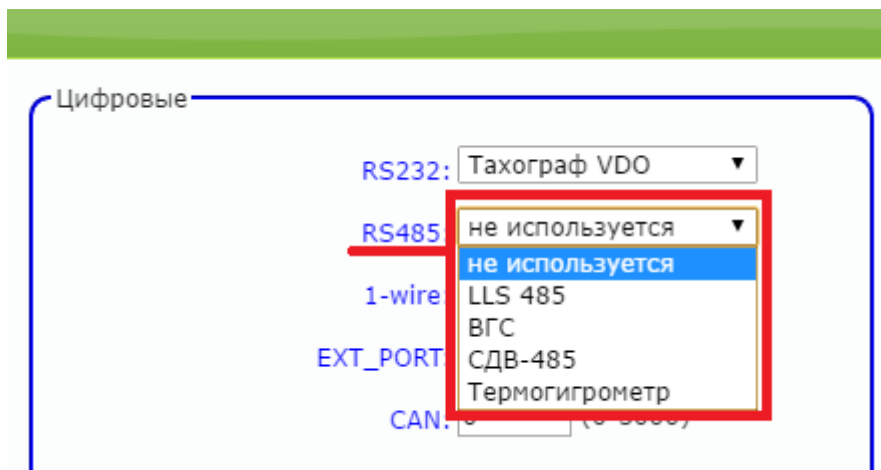 Цифровые
RS232: Тахограф VDO
RS485: не используется
не используется
1-wire: LLS 485
ВГС
EXT_PORT: СДВ-485
Термогигрометр
CAN: